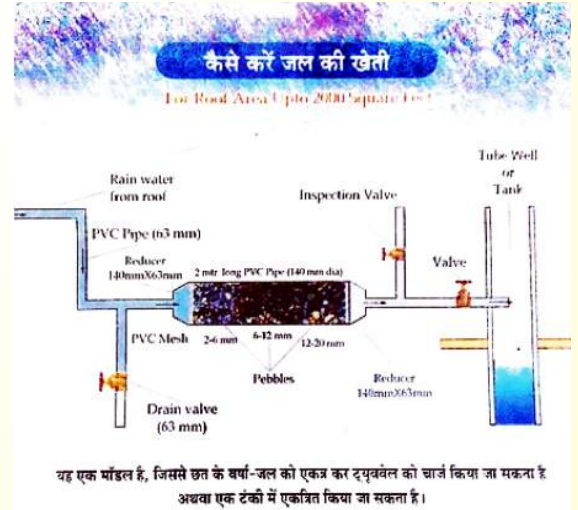 कैसे करें जल की खेती
For Roof Area Upto 2000 Square Feet
Tube Well
or
Tank
Rain water
from roof
Inspection Valve
PVC Pipe (63 mm)
Valve
Reducer
140mmX63mm
2 mtr long PVC Pipe (140 mm dia)
PVC Mesh
2-6 mm
6-12 mm
12-20 mm
Pebbles
Reducer
140mmX63mm
Drain valve
(63 mm)
यह एक मॉडल है, जिससे छत के वर्षा-जल को एकत्र कर ट्यूववेल को चार्ज किया जा सकता है
अथवा एक टंकी में एकत्रित किया जा सकता है।